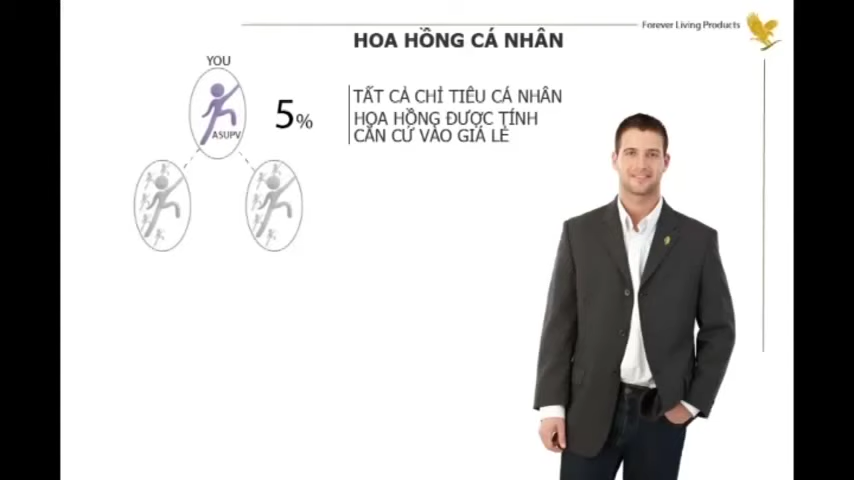 Forever Living Products
HOA HỒNG CÁ NHÂN
YOU
ASUPV
5%
TẤT CẢ CHỈ TIÊU CÁ NHÂN
HOA HỒNG ĐƯỢC TÍNH
CĂN CỨ VÀO GIÁ LẺ